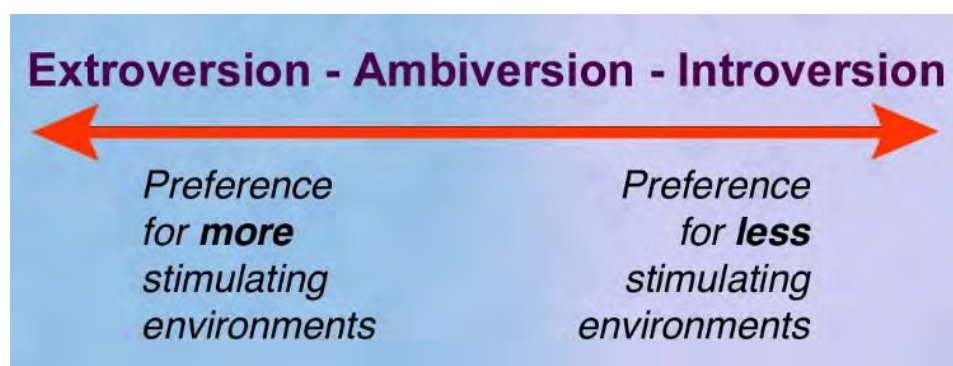 Extroversion - Ambiversion - Introversion
Preference
for more
stimulating
environments
Preference
for less
stimulating
environments